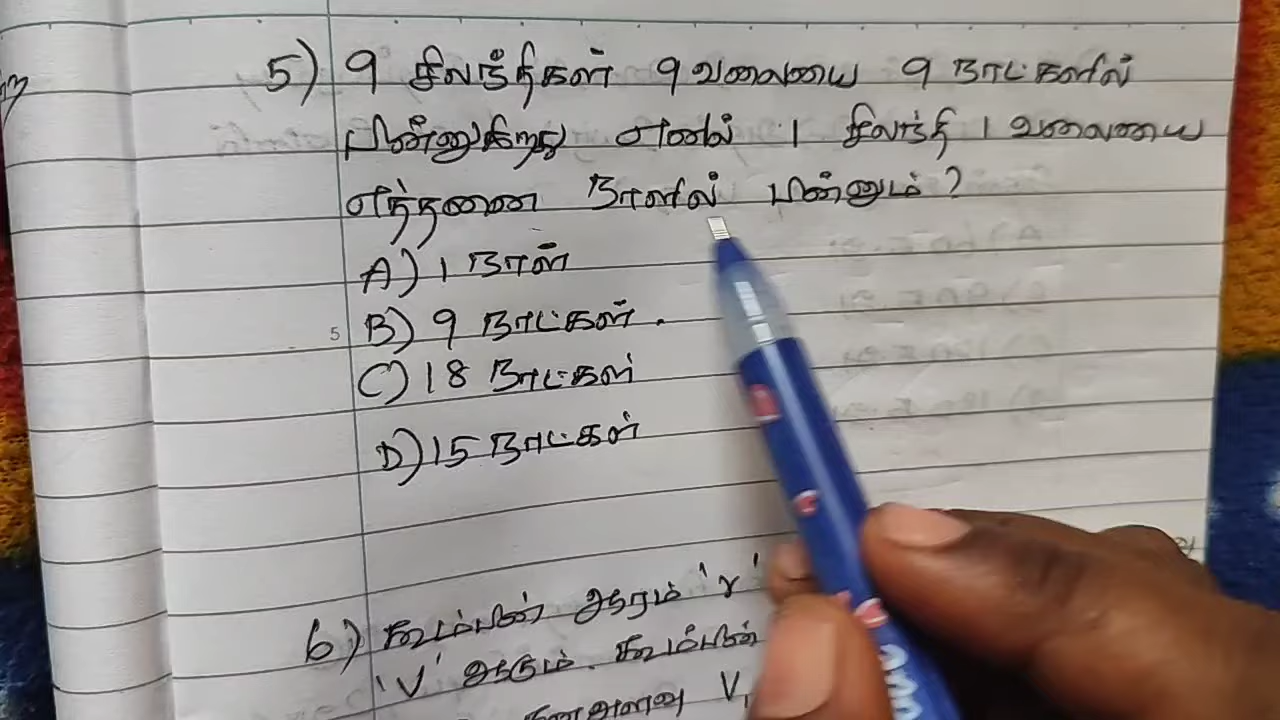 5) 9 சிலந்திகள் 9 வலையை 9 நாட்களில்
பின்னுகிறது எனில் 1 சிலந்தி 1 வலையை
எத்தனை நாளில் பின்னும் ?
A) 1 நாள்
B) 9 நாட்கள் .
C) 18 நாட்கள்
D) 15 நாட்கள்
5
6) கூம்பின் ஆரம் 'r'
'V' ஆகும். கூம்பின்
V,